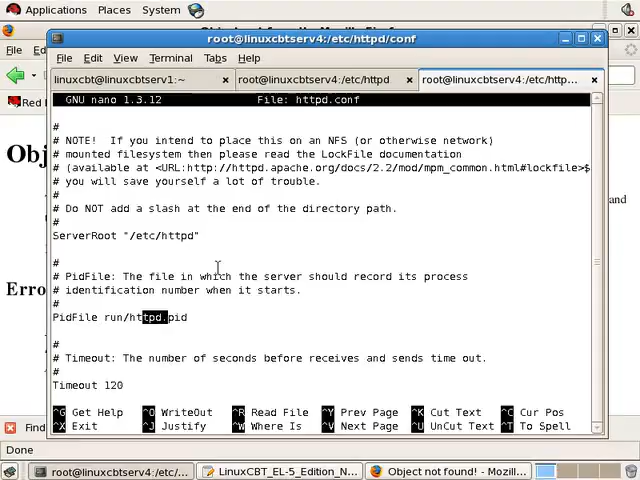 Applications Places System
root@linuxcbtserv4:/etc/httpd/conf
File Edit View Terminal Tabs Help
linuxcbt@linuxcbtserv1:~ root@linuxcbtserv4:/etc/httpd root@linuxcbtserv4:/etc/http...
GNU nano 1.3.12 File: httpd.conf
#
# NOTE! If you intend to place this on an NFS (or otherwise network)
# mounted filesystem then please read the LockFile documentation
# (available at <URL:http://httpd.apache.org/docs/2.2/mod/mpm_common.html#lockfile>$
# you will save yourself a lot of trouble.
#
# Do NOT add a slash at the end of the directory path.
#
ServerRoot "/etc/httpd"
#
# PidFile: The file in which the server should record its process
# identification number when it starts.
#
PidFile run/httpd.pid
#
# Timeout: The number of seconds before receives and sends time out.
#
Timeout 120
^G Get Help ^O WriteOut ^R Read File ^Y Prev Page ^K Cut Text ^C Cur Pos
^X Exit ^J Justify ^W Where Is ^V Next Page ^U UnCut Text ^T To Spell
File
Red
Obj
and
Erro
Find
Done
root@linuxcbtserv4:/etc/... LinuxCBT_EL-5_Edition_N... Object not found! - Mozill...